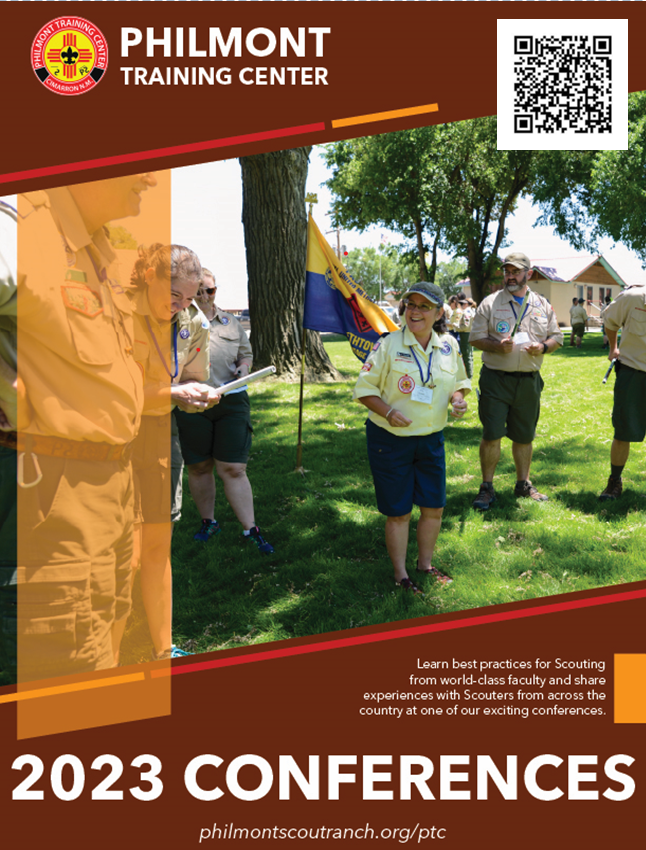 PHILMONT TRAINING CENTER
CIMARRON N.M.
PHILMONT
TRAINING CENTER
Learn best practices for Scouting
from world-class faculty and share
experiences with Scouters from across the
country at one of our exciting conferences.
2023 CONFERENCES
philmontscoutranch.org/ptc